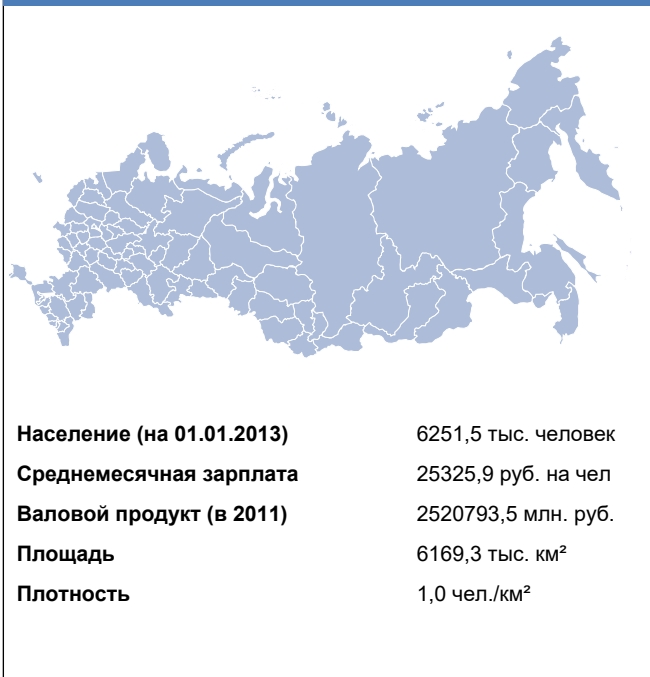 Население (на 01.01.2013) 6251,5 тыс. человек
Среднемесячная зарплата 25325,9 руб. на чел
Валовой продукт (в 2011) 2520793,5 млн. руб.
Площадь 6169,3 тыс. км²
Плотность 1,0 чел./км²